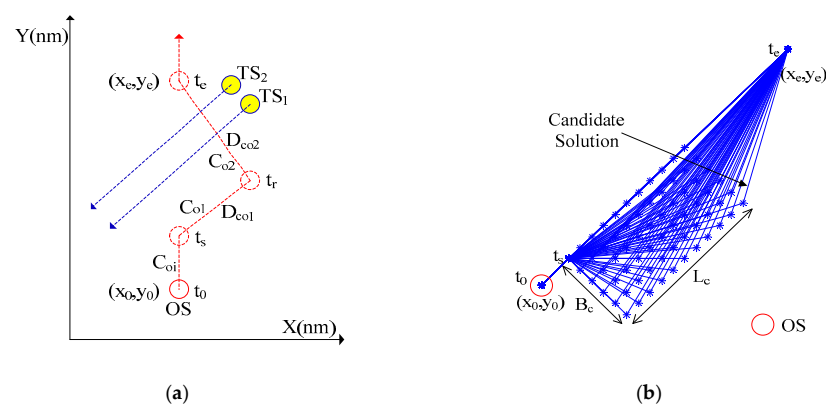 Y(nm)
(xe,ye) te
TS2
TS1
Dco2
Co2
tr
Co1
Dco1
ts
Coi
(x0,y0) t0
OS
X(nm)
(a)
te
(xe,ye)
Candidate
Solution
ts
t0
(x0,y0)
Bc
Lc
OS
(b)